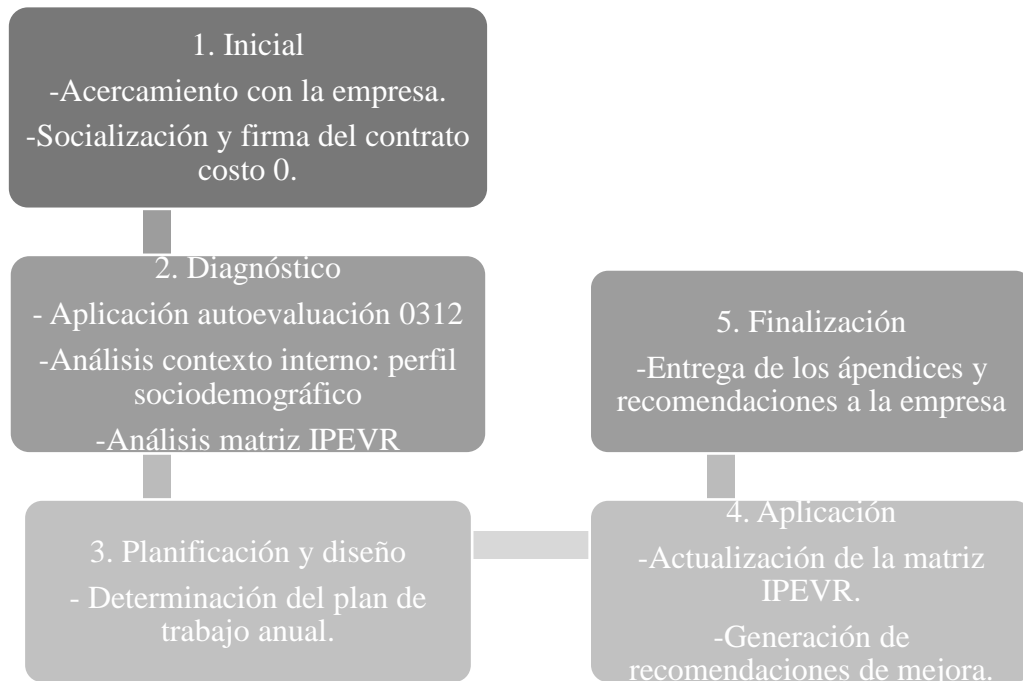 1. Inicial
-Acercamiento con la empresa.
-Socialización y firma del contrato
costo 0.
2. Diagnóstico
- Aplicación autoevaluación 0312
-Análisis contexto interno: perfil
sociodemográfico
-Análisis matriz IPEVR
3. Planificación y diseño
- Determinación del plan de
trabajo anual.
4. Aplicación
-Actualización de la matriz
IPEVR.
-Generación de
recomendaciones de mejora.
5. Finalización
-Entrega de los ápendices y
recomendaciones a la empresa